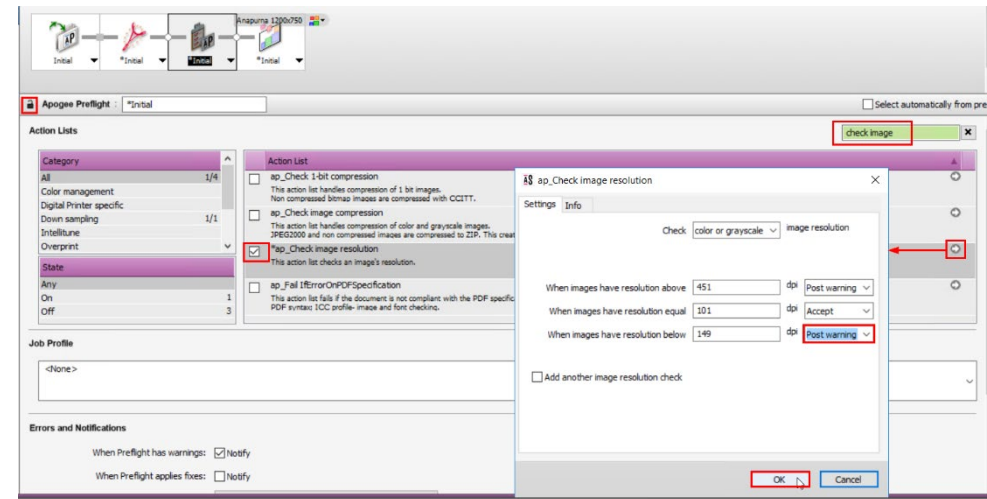 Anapurna 1200x750
AP
AP
Initial
*Initial
*Initial
*Initial
Apogee Preflight : *Initial
Select automatically from pre
Action Lists
check image
Category
All 1/4
Color management
Digital Printer specific
Down sampling 1/1
Intellitune
Overprint
State
Any
On 1
Off 3
Action List
ap_Check 1-bit compression
This action list handles compression of 1 bit images.
Non compressed bitmap images are compressed with CCITT.
ap_Check image compression
This action list handles compression of color and grayscale images.
JPEG2000 and non compressed images are compressed to ZIP. This creat
*ap_Check image resolution
This action list checks an image's resolution.
ap_Fail IfErrorOnPDFSpecification
This action list fails if the document is not compliant with the PDF specific
PDF syntax; ICC profile- image and font checking.
ap_Check image resolution
Settings Info
Check color or grayscale image resolution
When images have resolution above 451 dpi Post warning
When images have resolution equal 101 dpi Accept
When images have resolution below 149 dpi Post warning
Add another image resolution check
OK Cancel
Job Profile
<None>
Errors and Notifications
When Preflight has warnings: Notify
When Preflight applies fixes: Notify